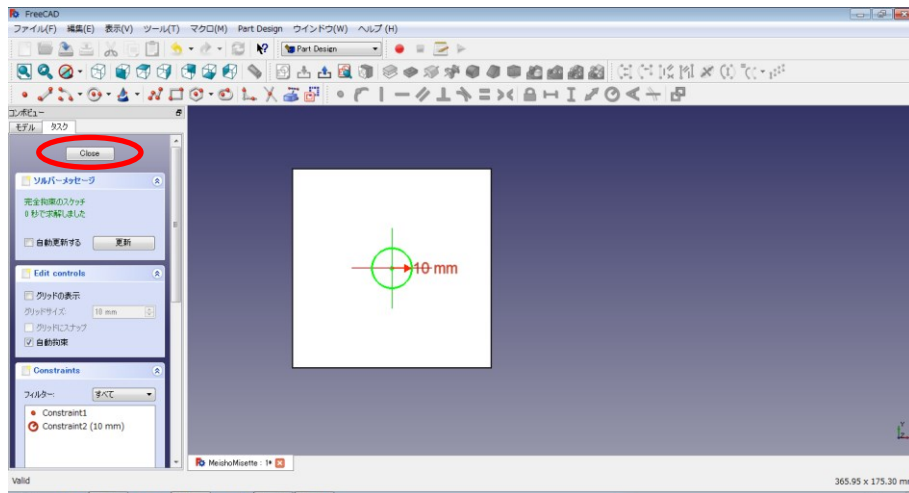 FreeCAD
ファイル(F) 編集(E) 表示(V) ツール(T) マクロ(M) Part Design ウインドウ(W) ヘルプ(H)
Part Design
コンボビュー
モデル タスク
Close
ソルバーメッセージ
完全拘束のスケッチ
0 秒で求解しました
自動更新する 更新
Edit controls
グリッドの表示
グリッドサイズ: 10 mm
グリッドにスナップ
自動拘束
Constraints
フィルター: すべて
Constraint1
Constraint2 (10 mm)
10 mm
MeishoMisette : 1*
Valid 365.95 x 175.30 mm